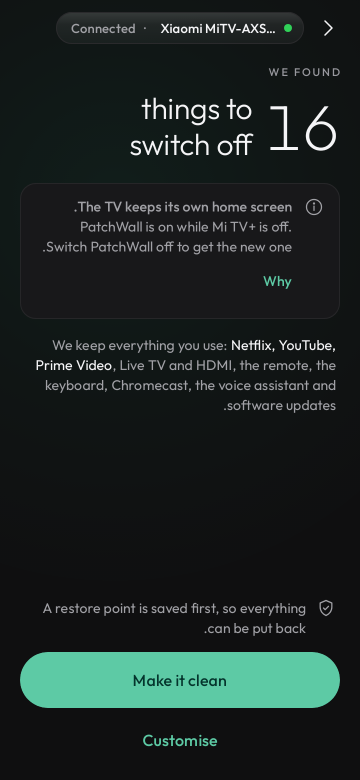 Connected · Xiaomi MiTV-AXS...
WE FOUND
16 things to
switch off
.The TV keeps its own home screen
PatchWall is on while Mi TV+ is off.
.Switch PatchWall off to get the new one
Why
We keep everything you use: Netflix, YouTube,
Prime Video, Live TV and HDMI, the remote, the
keyboard, Chromecast, the voice assistant and
.software updates
A restore point is saved first, so everything
.can be put back
Make it clean
Customise